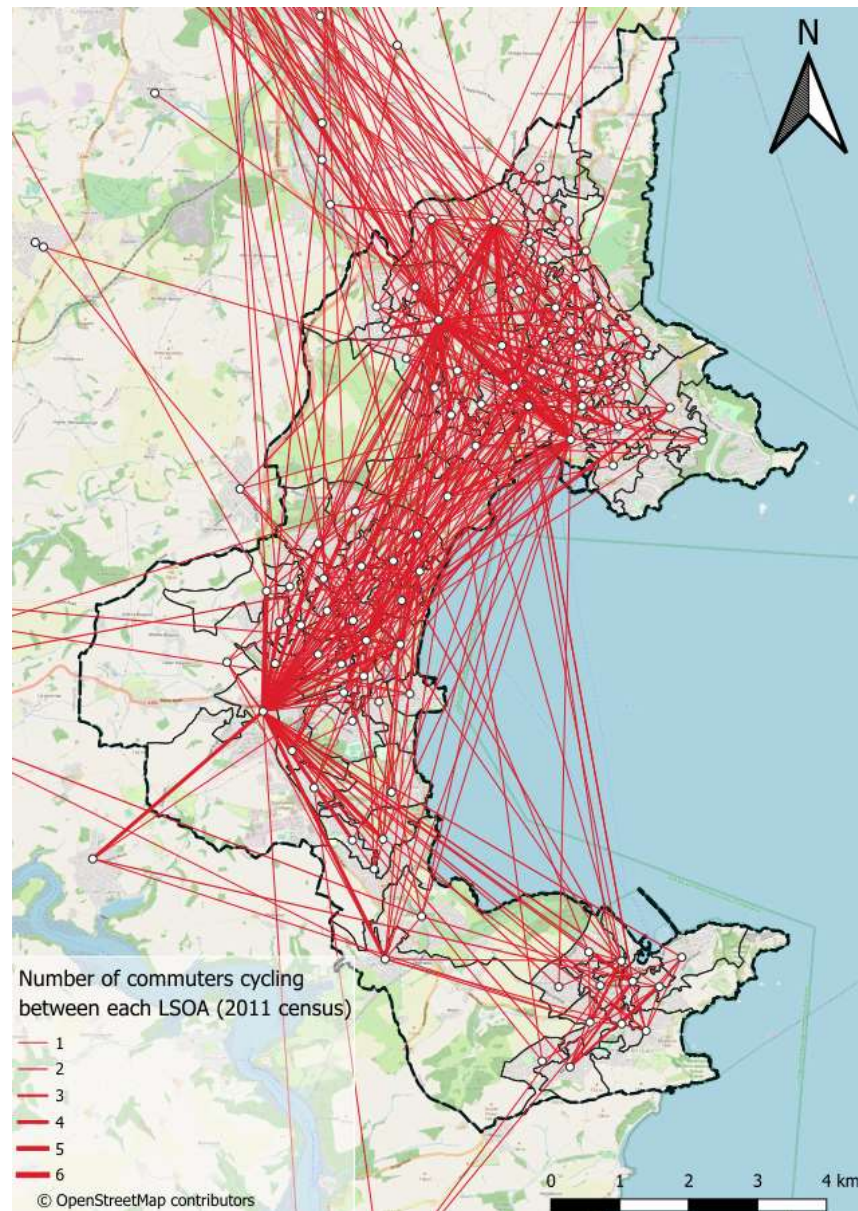 N
Number of commuters cycling
between each LSOA (2011 census)
1
2
3
4
5
6
© OpenStreetMap contributors
0 1 2 3 4 km